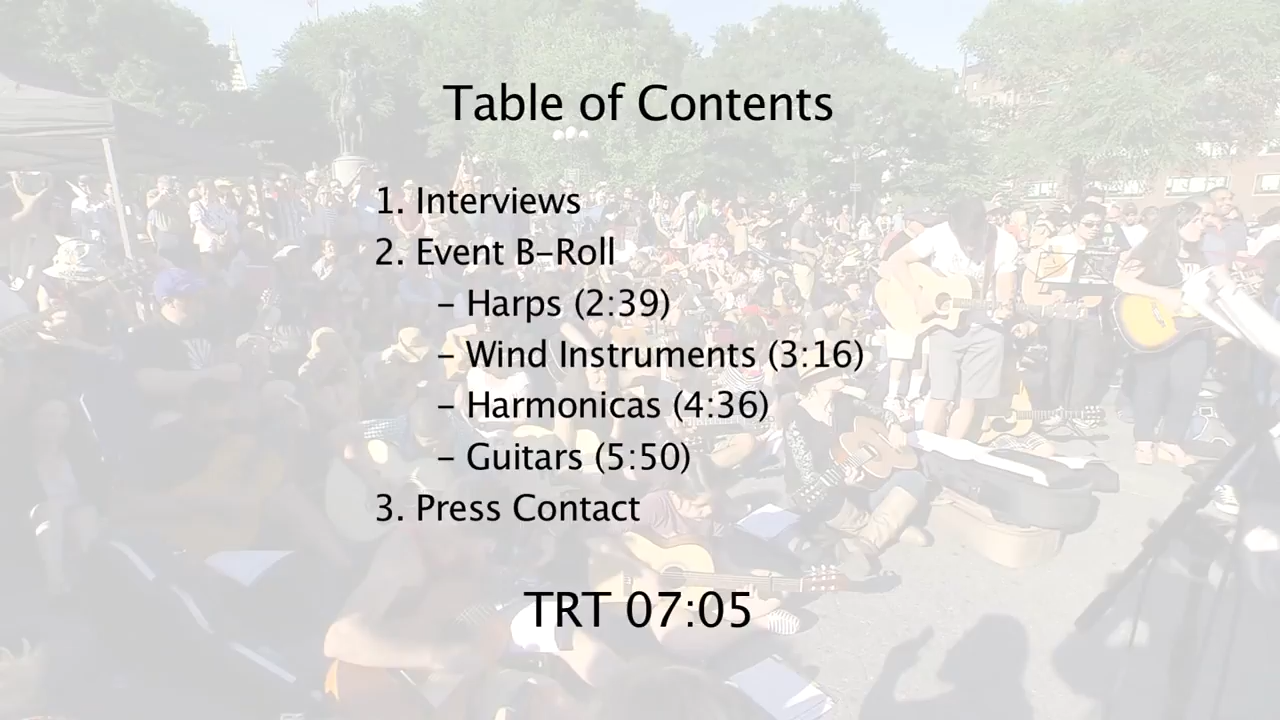 Table of Contents
1. Interviews
2. Event B-Roll
– Harps (2:39)
– Wind Instruments (3:16)
– Harmonicas (4:36)
– Guitars (5:50)
3. Press Contact
TRT 07:05